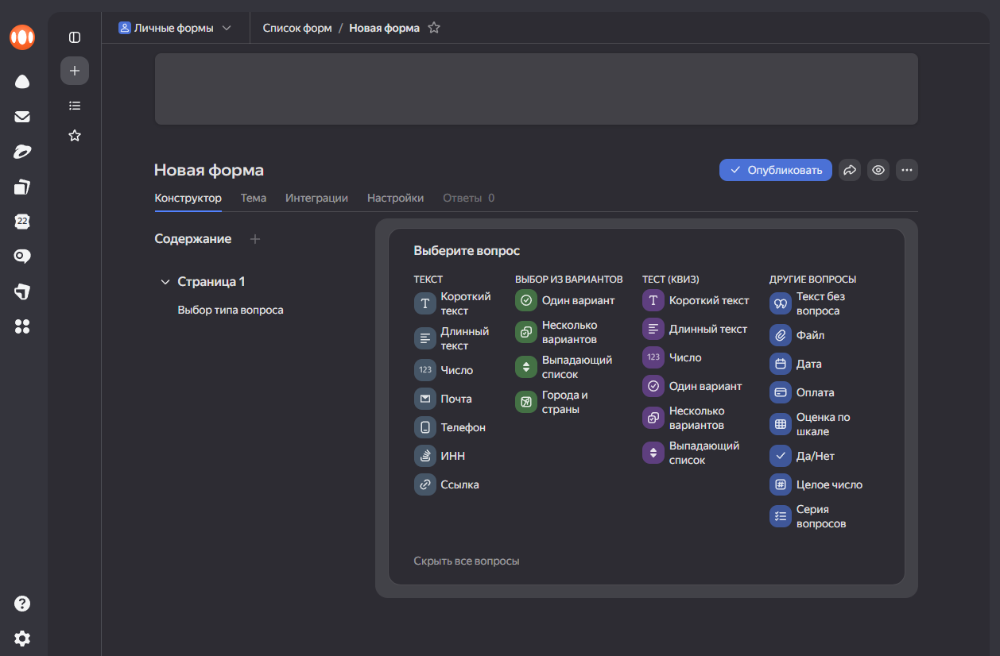 Личные формы
Список форм / Новая форма
Новая форма
Опубликовать
Конструктор
Тема
Интеграции
Настройки
Ответы 0
22
Содержание
Страница 1
Выбор типа вопроса
Выберите вопрос
ТЕКСТ
Короткий
текст
Длинный
текст
123
Число
Почта
Телефон
ИНН
Ссылка
ВЫБОР ИЗ ВАРИАНТОВ
Один вариант
Несколько
вариантов
Выпадающий
список
Города и
страны
ТЕСТ (КВИЗ)
Короткий текст
Длинный текст
123
Число
Один вариант
Несколько
вариантов
Выпадающий
список
ДРУГИЕ ВОПРОСЫ
Текст без
вопроса
Файл
Дата
Оплата
Оценка по
шкале
Да/Нет
Целое число
Серия
вопросов
Скрыть все вопросы